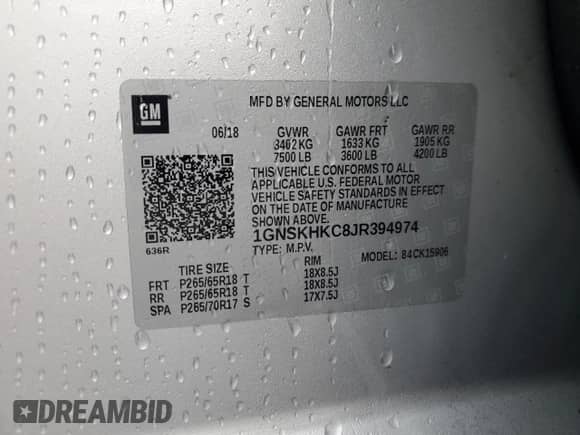 GM
MFD BY GENERAL MOTORS LLC
06/18 GVWR GAWR FRT GAWR RR
3402 KG 1633 KG 1905 KG
7500 LB 3600 LB 4200 LB
THIS VEHICLE CONFORMS TO ALL
APPLICABLE U.S. FEDERAL MOTOR
VEHICLE SAFETY STANDARDS IN EFFECT
ON THE DATE OF MANUFACTURE
SHOWN ABOVE.
1GNSKHKC8JR394974
636R
TYPE: M.P.V. MODEL: 84CK15906
TIRE SIZE RIM
FRT P265/65R18 T 18X8.5J
RR P265/65R18 T 18X8.5J
SPA P265/70R17 S 17X7.5J
DREAMBID